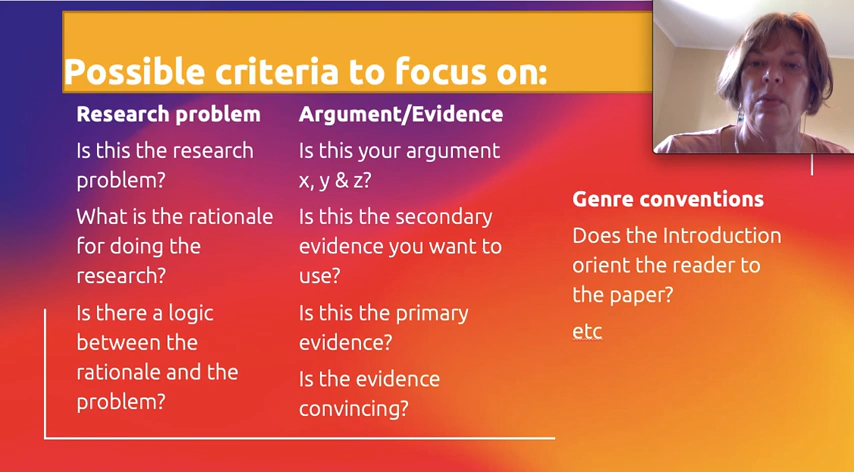 Possible criteria to focus on:
Research problem
Is this the research
problem?
What is the rationale
for doing the
research?
Is there a logic
between the
rationale and the
problem?
Argument/Evidence
Is this your argument
x, y & z?
Is this the secondary
evidence you want to
use?
Is this the primary
evidence?
Is the evidence
convincing?
Genre conventions
Does the Introduction
orient the reader to
the paper?
etc